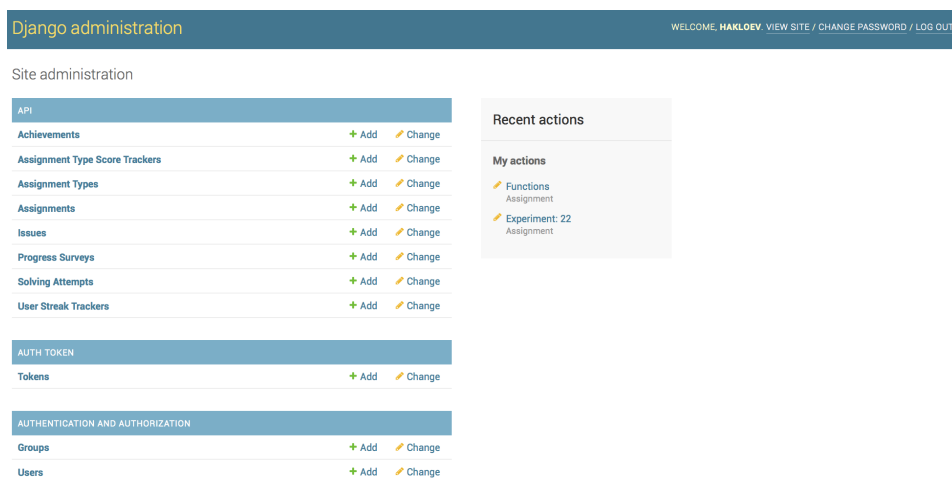 Django administration
WELCOME, HAKLOEV. VIEW SITE / CHANGE PASSWORD / LOG OUT
Site administration
API
Achievements + Add Change
Assignment Type Score Trackers + Add Change
Assignment Types + Add Change
Assignments + Add Change
Issues + Add Change
Progress Surveys + Add Change
Solving Attempts + Add Change
User Streak Trackers + Add Change
AUTH TOKEN
Tokens + Add Change
AUTHENTICATION AND AUTHORIZATION
Groups + Add Change
Users + Add Change
Recent actions
My actions
Functions
Assignment
Experiment: 22
Assignment